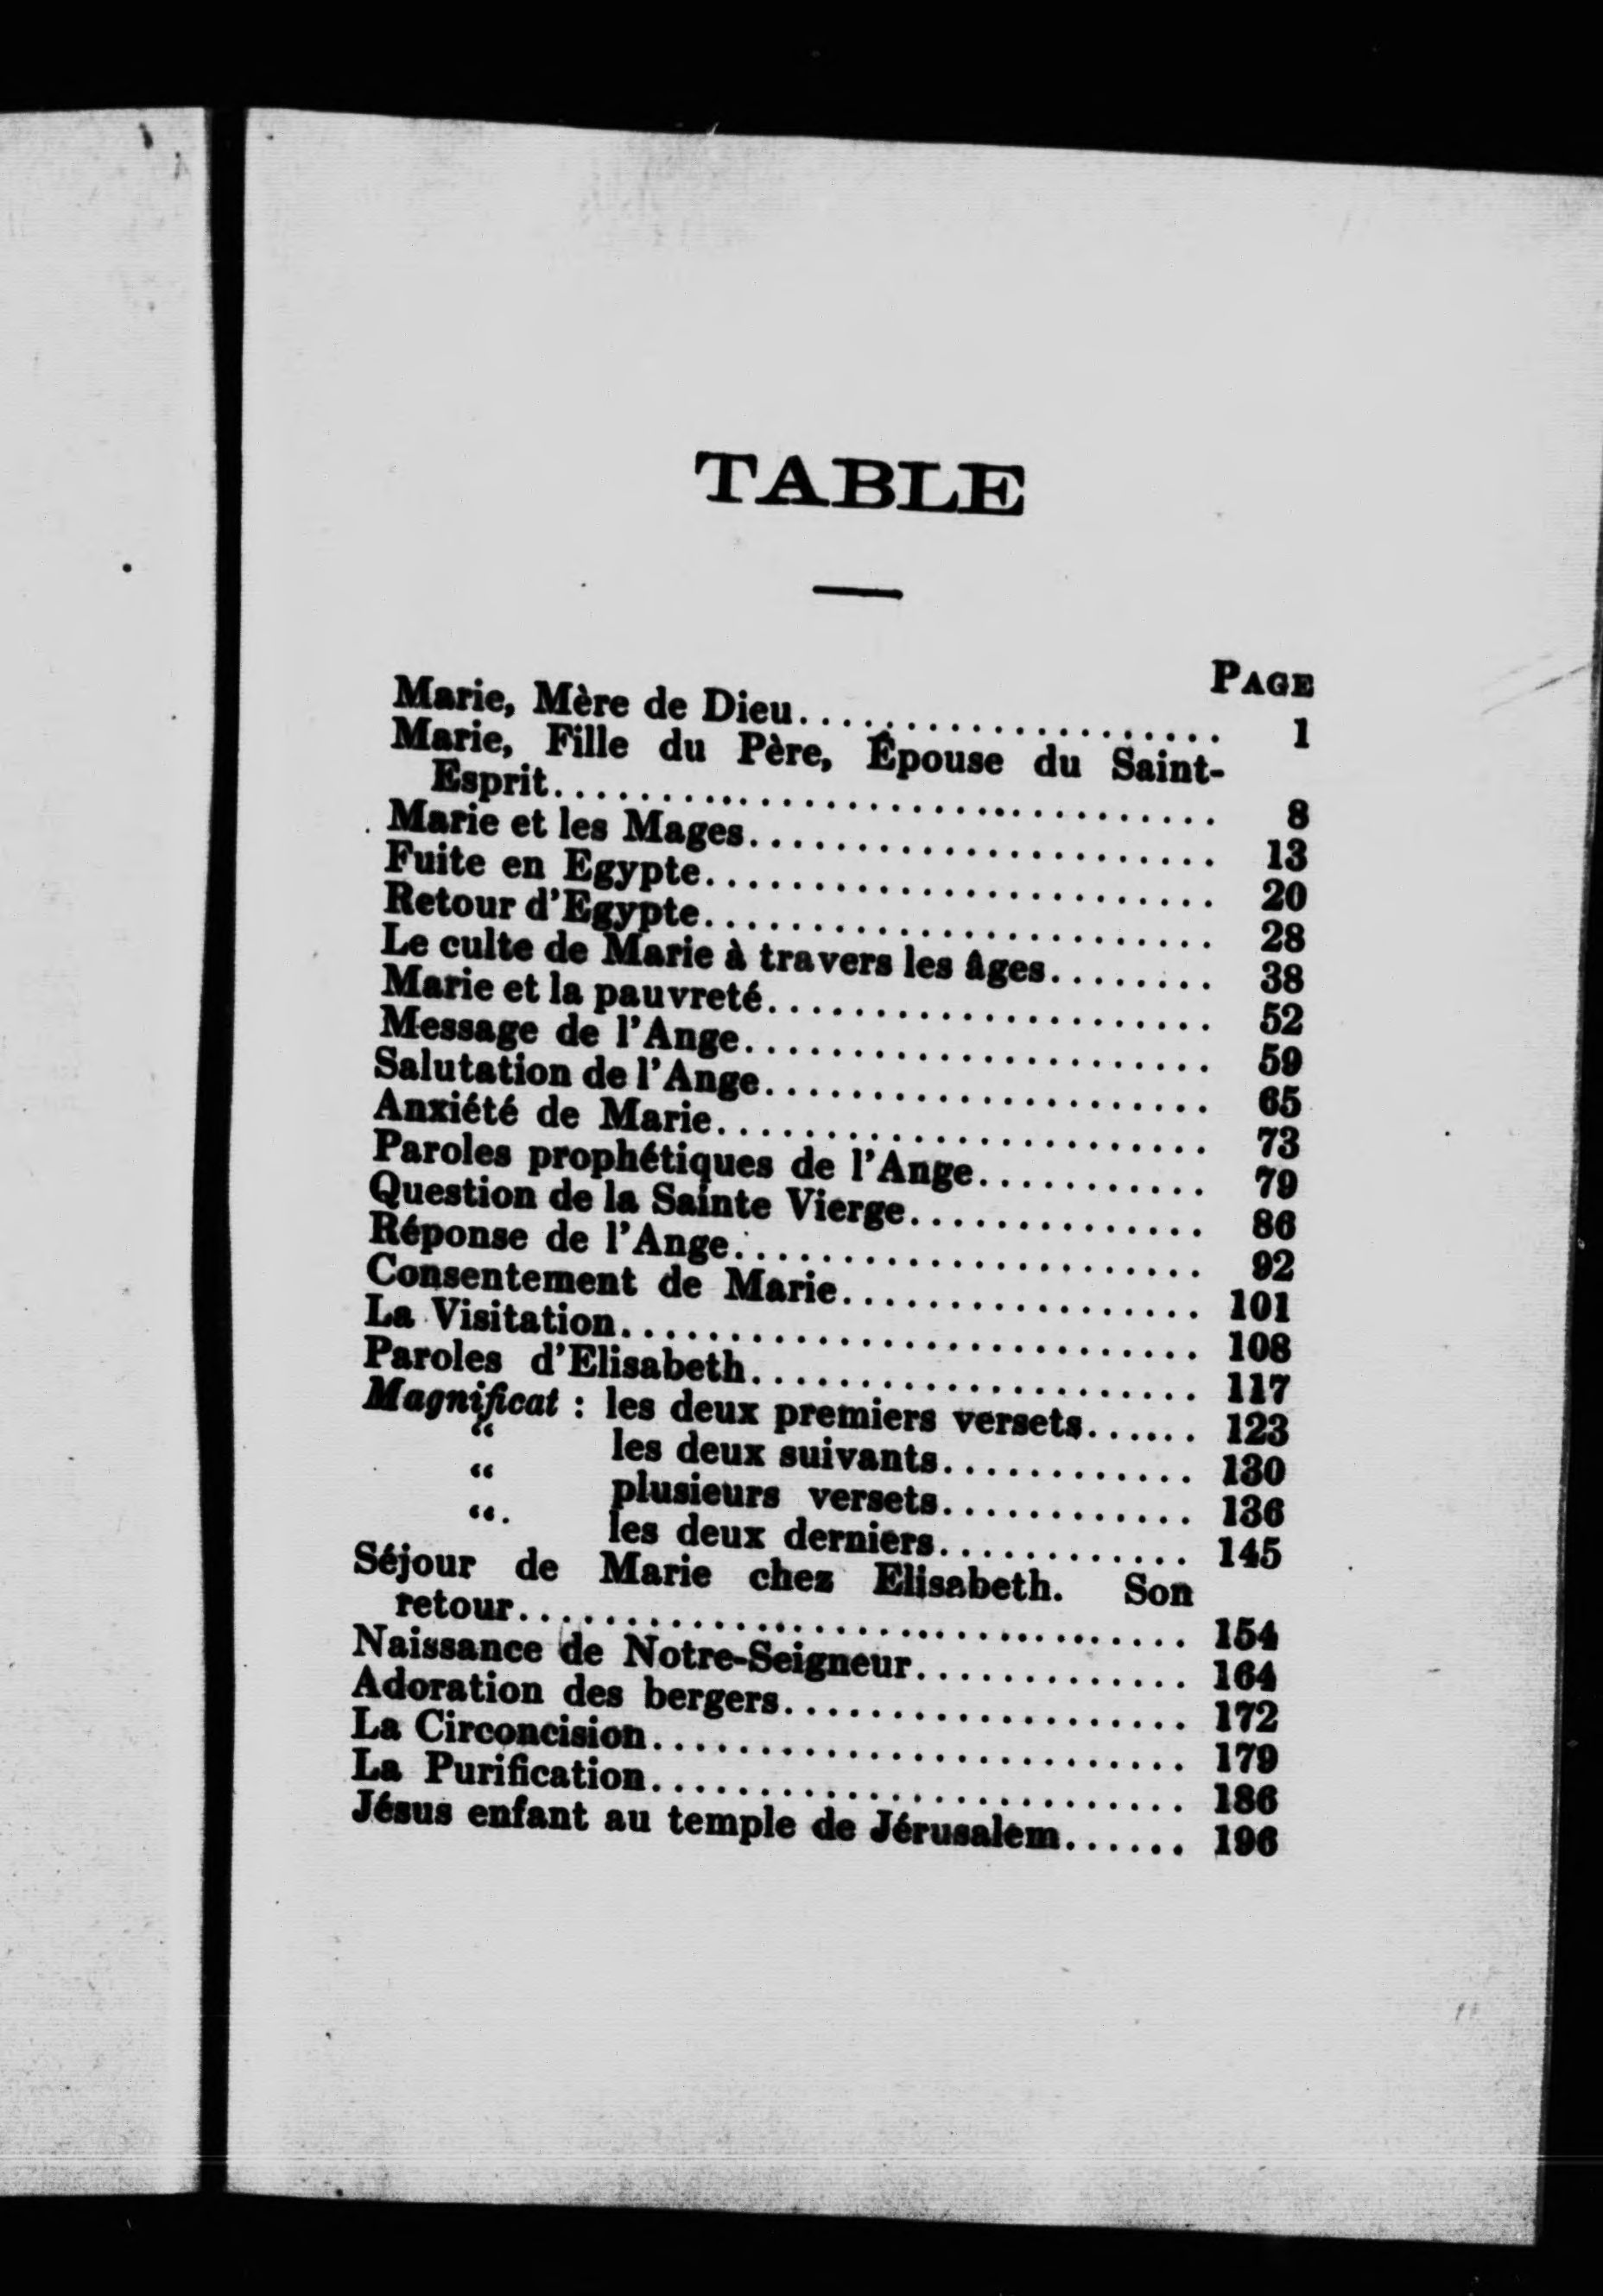 TABLE
PAGE
Marie, Mère de Dieu.................... 1
Marie, Fille du Père, Épouse du Saint-
Esprit............................... 8
Marie et les Mages...................... 13
Fuite en Egypte........................ 20
Retour d'Egypte........................ 28
Le culte de Marie à travers les âges........ 38
Marie et la pauvreté..................... 52
Message de l'Ange...................... 59
Salutation de l'Ange..................... 65
Anxiété de Marie....................... 73
Paroles prophétiques de l'Ange........... 79
Question de la Sainte Vierge.............. 86
Réponse de l'Ange...................... 92
Consentement de Marie................. 101
La Visitation........................... 108
Paroles d'Elisabeth..................... 117
Magnificat : les deux premiers versets...... 123
“ les deux suivants............ 130
“ plusieurs versets............ 136
“ les deux derniers............ 145
Séjour de Marie chez Elisabeth. Son
retour............................... 154
Naissance de Notre-Seigneur............. 164
Adoration des bergers................... 172
La Circoncision......................... 179
La Purification......................... 186
Jésus enfant au temple de Jérusalem...... 196